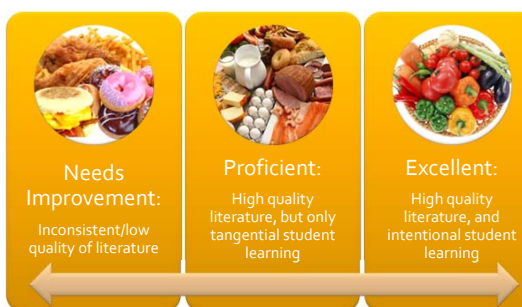 Needs
Improvement:
Inconsistent/low
quality of literature
Proficient:
High quality
literature, but only
tangential student
learning
Excellent:
High quality
literature, and
intentional student
learning